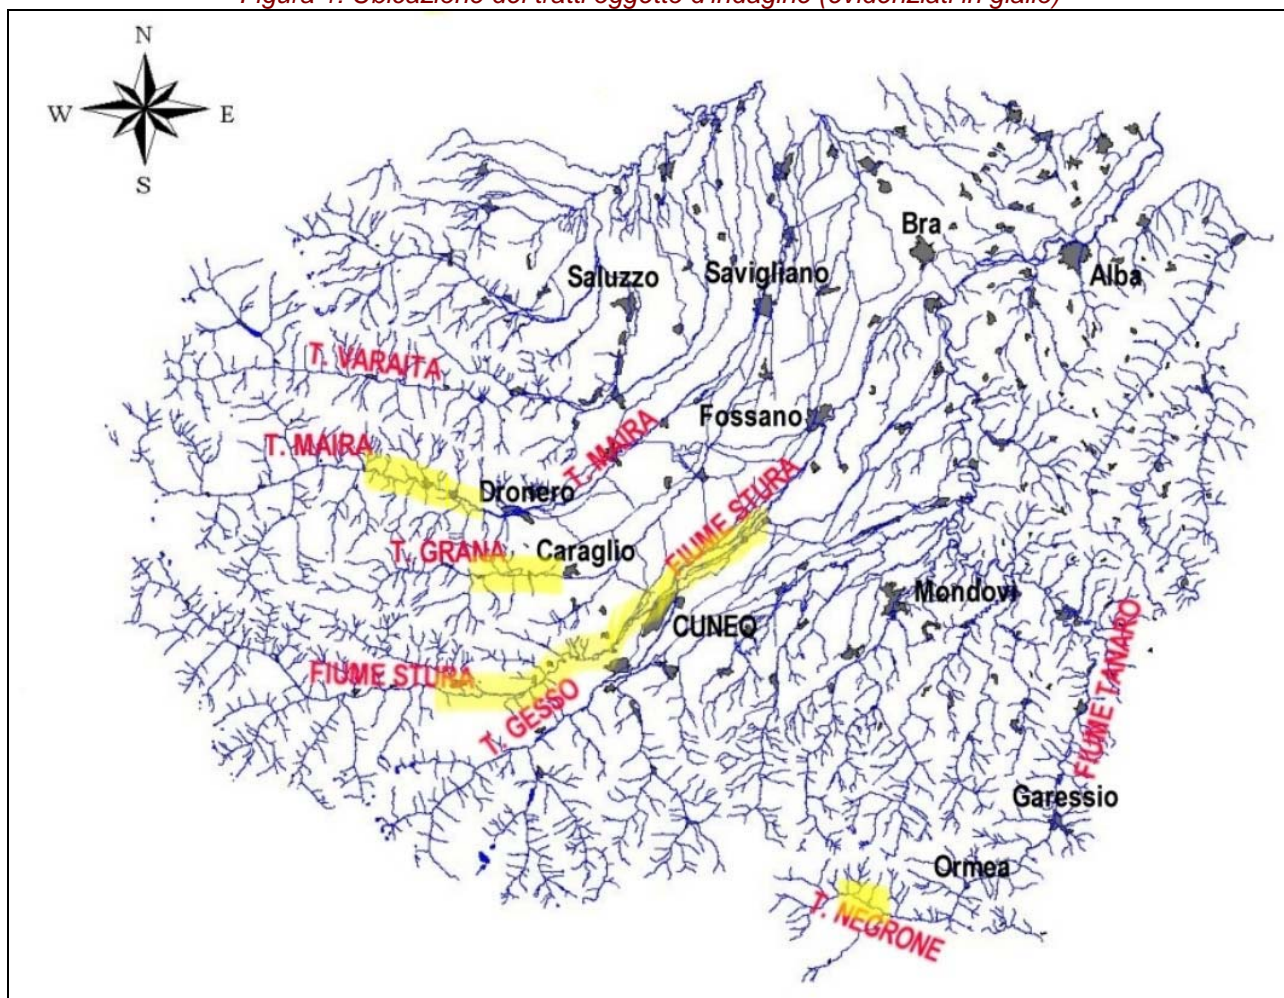 Figura 1. Ubicazione dei tratti oggetto d'indagine (evidenziati in giallo)
N
W
E
S
Bra
Saluzzo
Savigliano
Alba
T. VARAITA
Fossano
T. MAIRA
T. MAIRA
Dronero
FIUME STURA
T. GRANA
Caraglio
Mondovì
CUNEO
FIUME STURA
FIUME TANARO
T. GESSO
Garessio
Ormea
T. NEGRONE